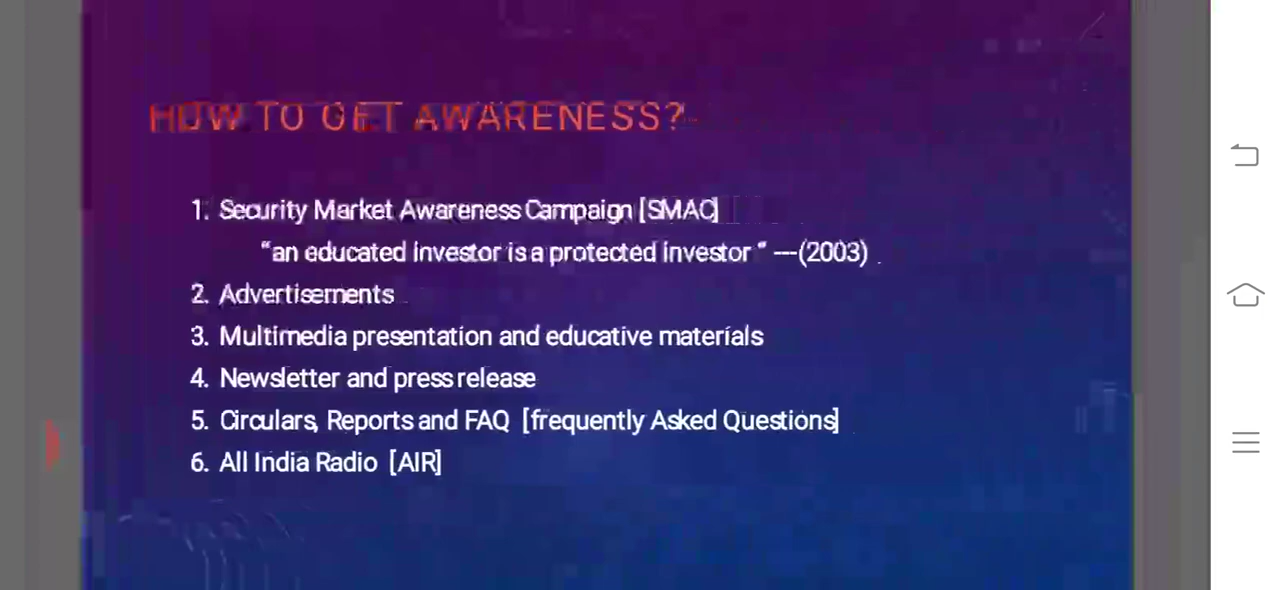 HOW TO GET AWARENESS?
1. Security Market Awareness Campaign [SMAC]
"an educated investor is a protected investor " ---(2003)
2. Advertisements
3. Multimedia presentation and educative materials
4. Newsletter and press release
5. Circulars, Reports and FAQ [frequently Asked Questions]
6. All India Radio [AIR]